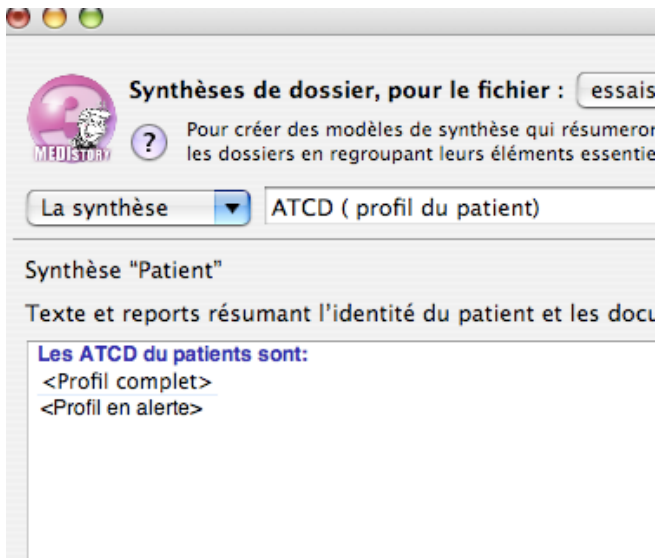 Synthèses de dossier, pour le fichier : essais
Pour créer des modèles de synthèse qui résumeron
les dossiers en regroupant leurs éléments essentie
3
MEDISTORY
?
La synthèse
ATCD ( profil du patient)
Synthèse “Patient”
Texte et reports résumant l’identité du patient et les docu
Les ATCD du patients sont:
<Profil complet>
<Profil en alerte>